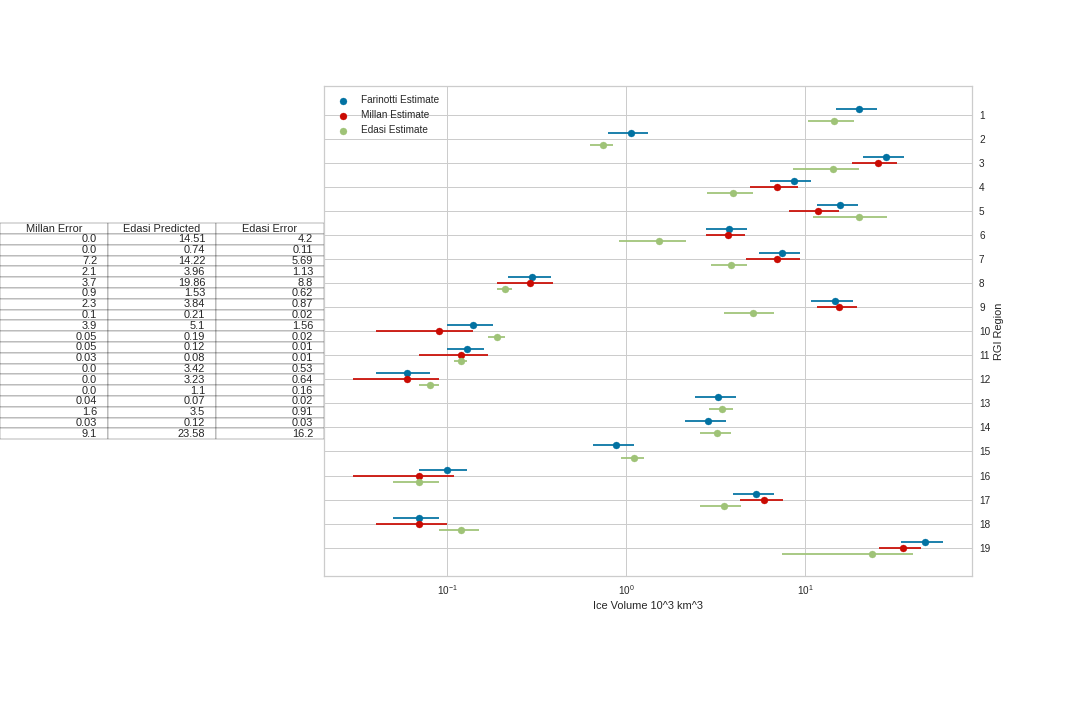 Farinotti Estimate
Millan Estimate
Edasi Estimate
Millan Error Edasi Predicted Edasi Error
0.0 14.51 4.2
0.0 0.74 0.11
7.2 14.22 5.69
2.1 3.96 1.13
3.7 19.86 8.8
0.9 1.53 0.62
2.3 3.84 0.87
0.1 0.21 0.02
3.9 5.1 1.56
0.05 0.19 0.02
0.05 0.12 0.01
0.03 0.08 0.01
0.0 3.42 0.53
0.0 3.23 0.64
0.0 1.1 0.16
0.04 0.07 0.02
1.6 3.5 0.91
0.03 0.12 0.03
9.1 23.58 16.2
1
2
3
4
5
6
7
8
9
10
11
12
13
14
15
16
17
18
19
RGI Region
10⁻¹ 10⁰ 10¹
Ice Volume 10^3 km^3